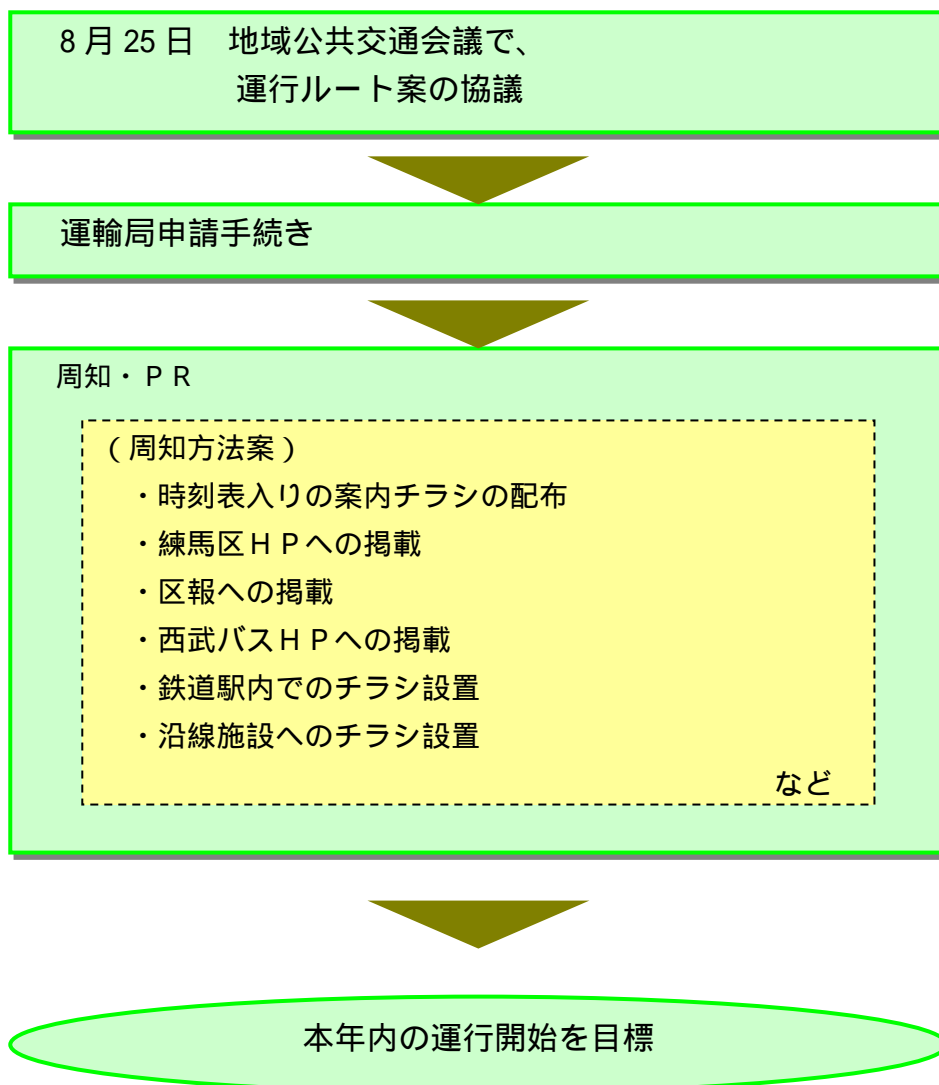 8月25日　地域公共交通会議で、
運行ルート案の協議
運輸局申請手続き
周知・ＰＲ
（周知方法案）
・時刻表入りの案内チラシの配布
・練馬区ＨＰへの掲載
・区報への掲載
・西武バスＨＰへの掲載
・鉄道駅内でのチラシ設置
・沿線施設へのチラシ設置
など
本年内の運行開始を目標